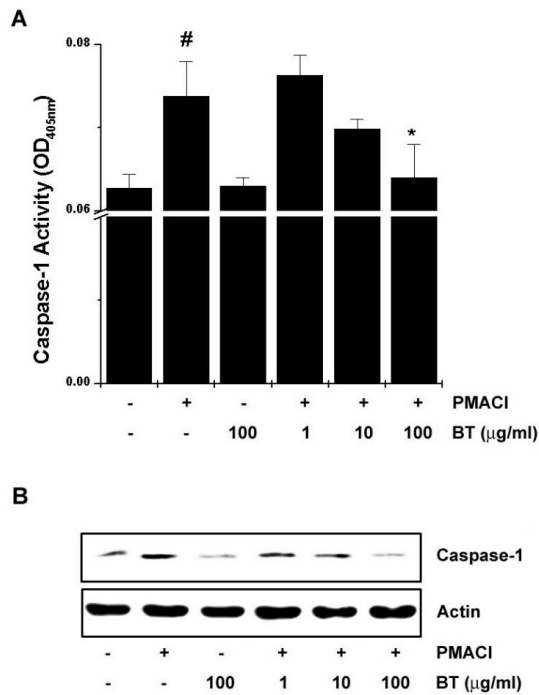 A
#
*
0.08
0.06
0.00
Caspase-1 Activity (OD405nm)
- + - + + + PMACI
- - 100 1 10 100 BT (μg/ml)
B
Caspase-1
Actin
- + - + + + PMACI
- - 100 1 10 100 BT (μg/ml)